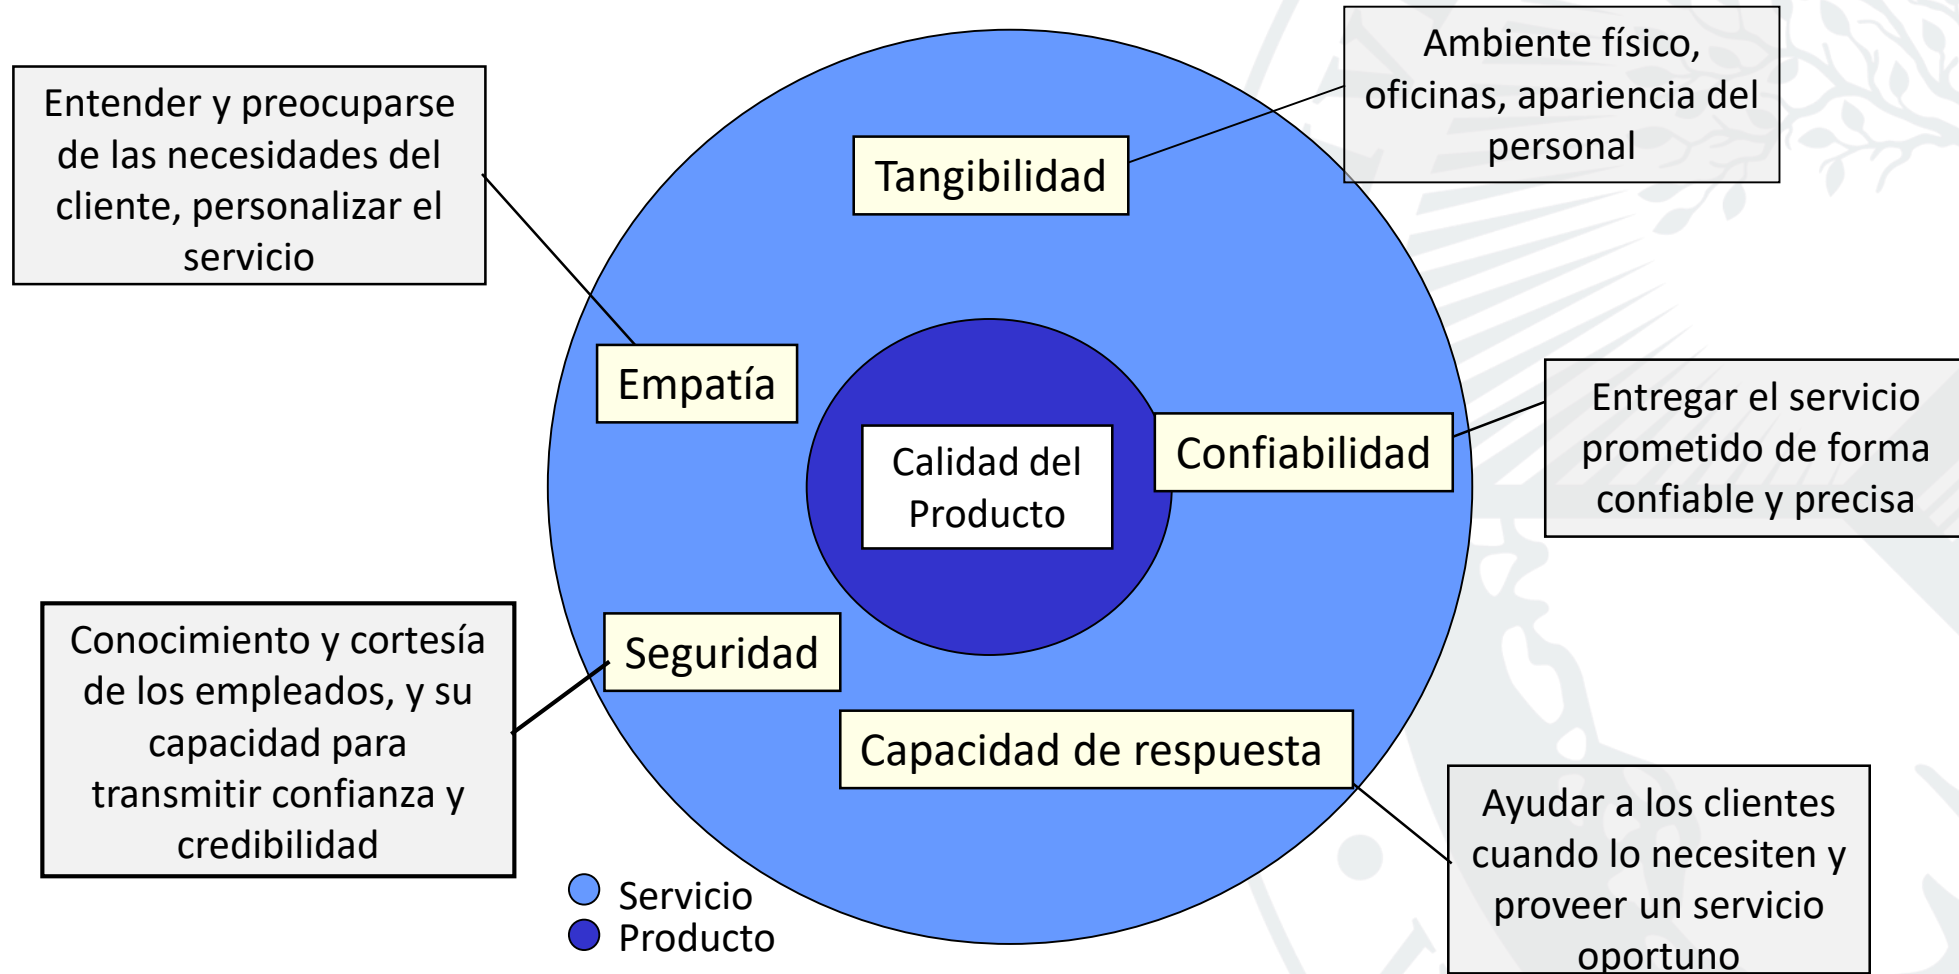 Ambiente físico,
oficinas, apariencia del
personal
Entender y preocuparse
de las necesidades del
cliente, personalizar el
servicio
Tangibilidad
Empatía
Calidad del
Producto
Confiabilidad
Entregar el servicio
prometido de forma
confiable y precisa
Seguridad
Conocimiento y cortesía
de los empleados, y su
capacidad para
transmitir confianza y
credibilidad
Capacidad de respuesta
Ayudar a los clientes
cuando lo necesiten y
proveer un servicio
oportuno
Servicio
Producto